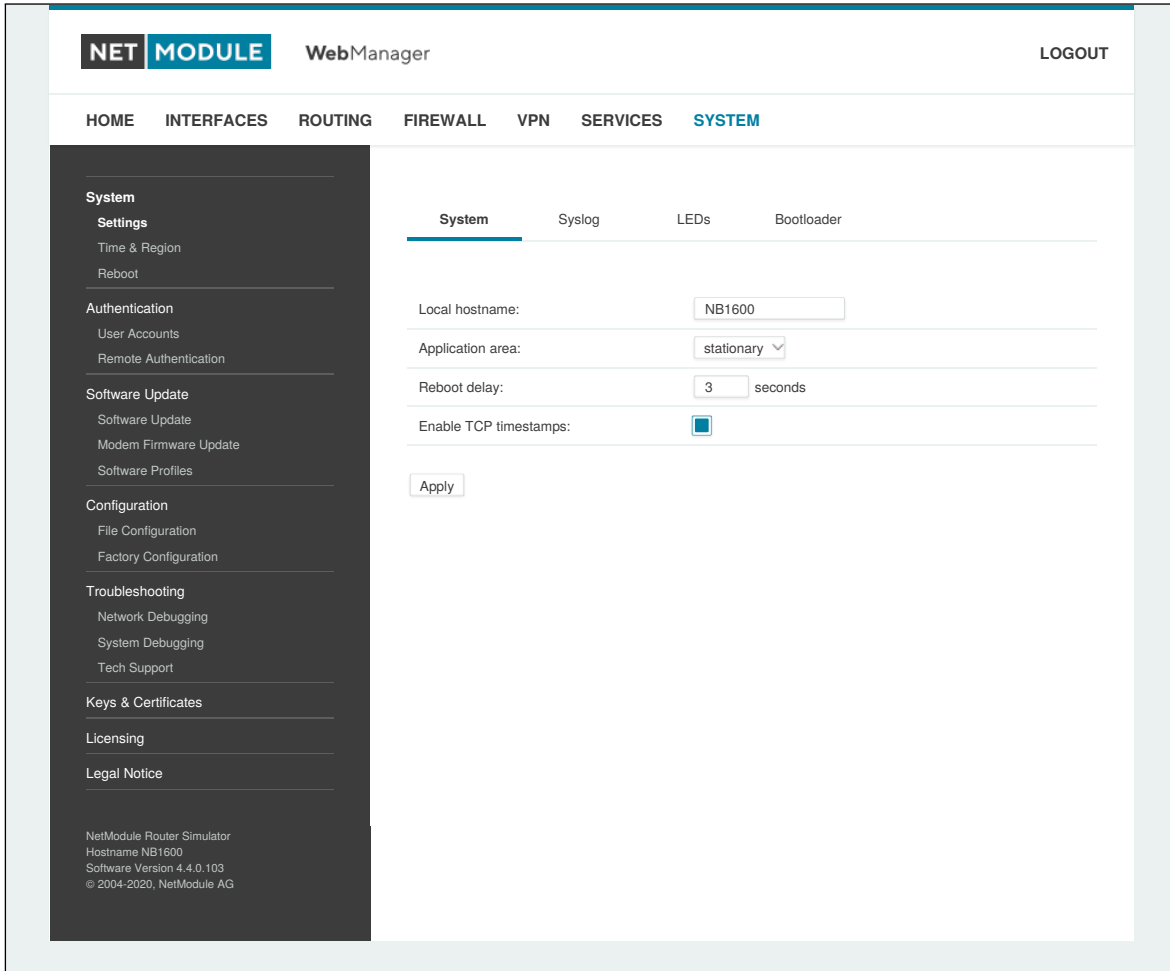 NET MODULE WebManager LOGOUT
HOME INTERFACES ROUTING FIREWALL VPN SERVICES SYSTEM
System
Settings
Time & Region
Reboot
Authentication
User Accounts
Remote Authentication
Software Update
Software Update
Modem Firmware Update
Software Profiles
Configuration
File Configuration
Factory Configuration
Troubleshooting
Network Debugging
System Debugging
Tech Support
Keys & Certificates
Licensing
Legal Notice
NetModule Router Simulator
Hostname NB1600
Software Version 4.4.0.103
© 2004-2020, NetModule AG
System Syslog LEDs Bootloader
Local hostname: NB1600
Application area: stationary
Reboot delay: 3 seconds
Enable TCP timestamps:
Apply